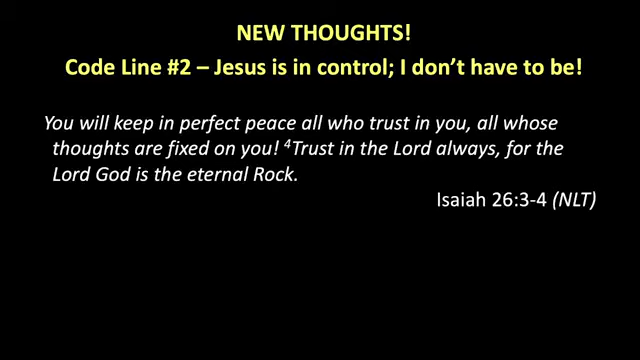 NEW THOUGHTS!
Code Line #2 – Jesus is in control; I don't have to be!
You will keep in perfect peace all who trust in you, all whose
thoughts are fixed on you! ⁴Trust in the Lord always, for the
Lord God is the eternal Rock.
Isaiah 26:3-4 (NLT)